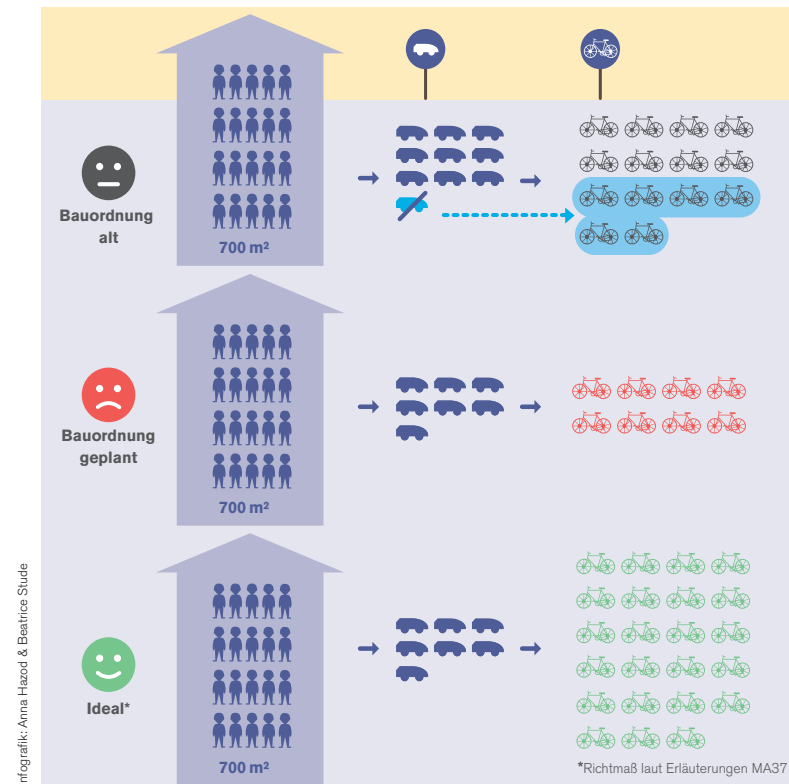 Bauordnung
alt
700 m²
Bauordnung
geplant
700 m²
Ideal*
700 m²
*Richtmaß laut Erläuterungen MA37
nfografik: Anna Hazod & Beatrice Stude